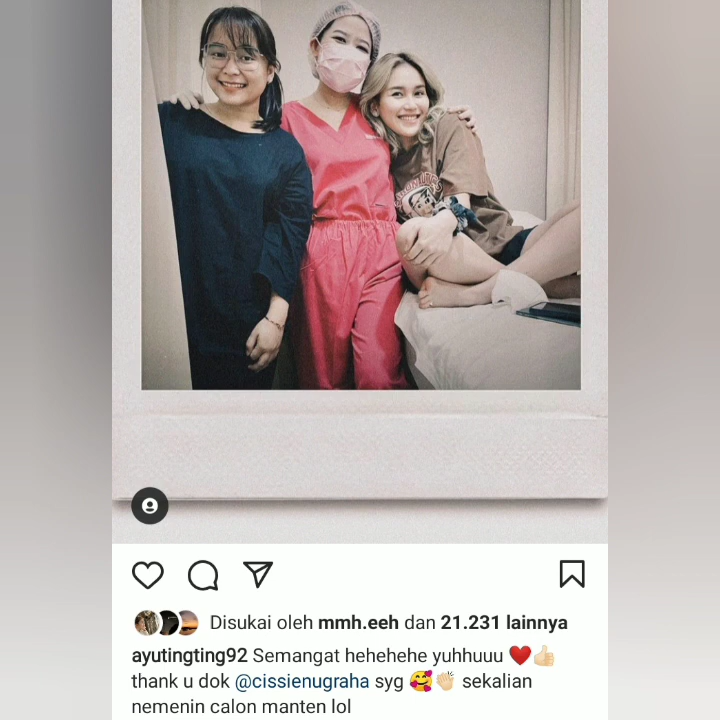 Disukai oleh mmh.eeh dan 21.231 lainnya
ayutingting92 Semangat hehehehe yuhhuuu ❤️👍🏻
thank u dok @cissienugraha syg 🥰👏🏻 sekalian
nemenin calon manten lol